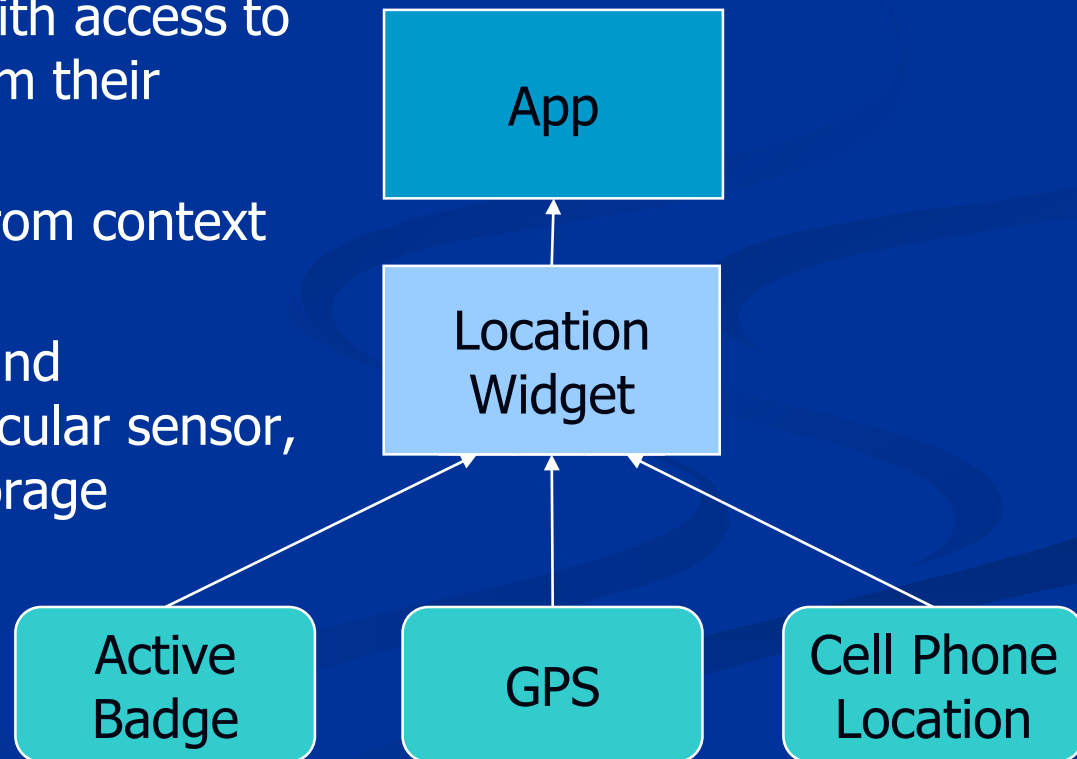 ith access to
m their
rom context
nd
cular sensor,
orage
App
Location
Widget
Active
Badge
GPS
Cell Phone
Location